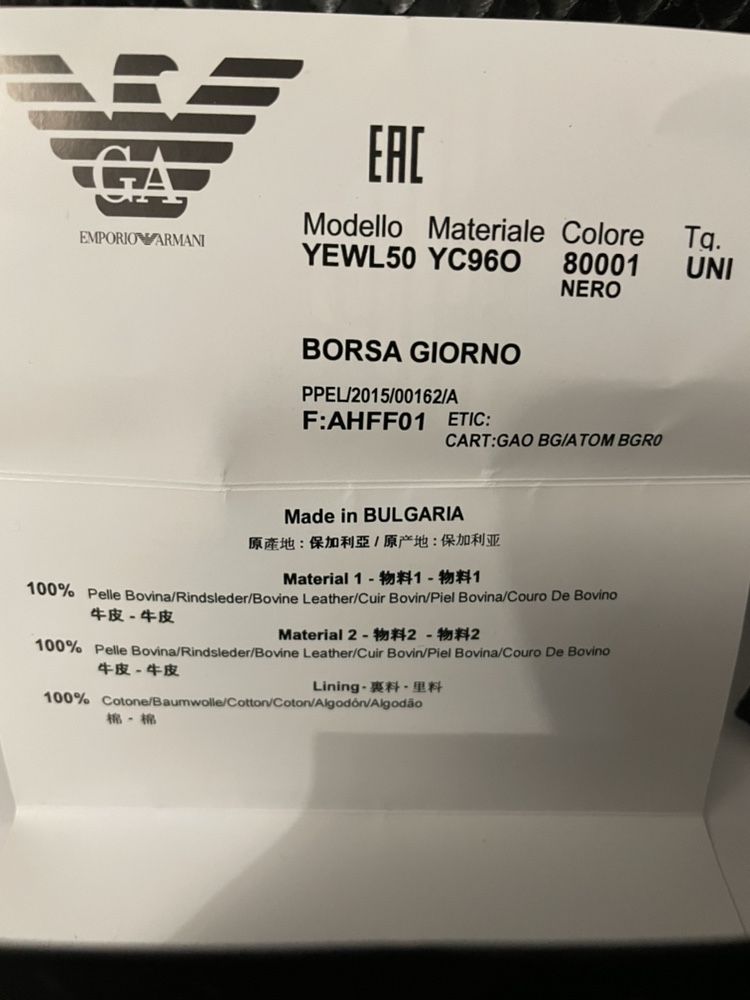 GA
EMPORIO ARMANI
EAC
Modello Materiale Colore Tg.
YEWL50 YC96O 80001 UNI
NERO
BORSA GIORNO
PPEL/2015/00162/A
F:AHFF01 ETIC:
CART:GAO BG/ATOM BGR0
Made in BULGARIA
原產地 : 保加利亞 / 原产地 : 保加利亚
Material 1 - 物料1 - 物料1
100% Pelle Bovina/Rindsleder/Bovine Leather/Cuir Bovin/Piel Bovina/Couro De Bovino
牛皮 - 牛皮
Material 2 - 物料2 - 物料2
100% Pelle Bovina/Rindsleder/Bovine Leather/Cuir Bovin/Piel Bovina/Couro De Bovino
牛皮 - 牛皮
Lining - 裏料 - 里料
100% Cotone/Baumwolle/Cotton/Coton/Algodón/Algodão
棉 - 棉